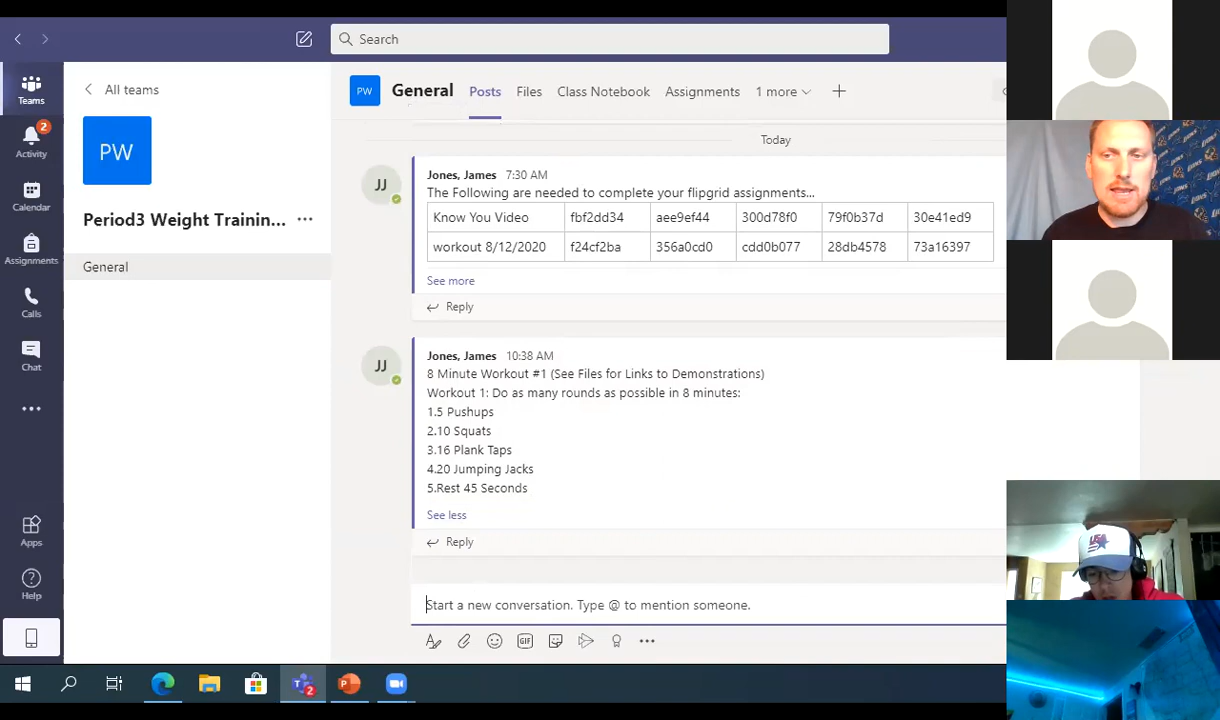 Search
Teams
Activity
2
Calendar
Assignments
Calls
Chat
Apps
Help
All teams
PW
Period3 Weight Trainin...
General
PW General Posts Files Class Notebook Assignments 1 more
Today
JJ
Jones, James 7:30 AM
The Following are needed to complete your flipgrid assignments...
Know You Video fbf2dd34 aee9ef44 300d78f0 79f0b37d 30e41ed9
workout 8/12/2020 f24cf2ba 356a0cd0 cdd0b077 28db4578 73a16397
See more
Reply
JJ
Jones, James 10:38 AM
8 Minute Workout #1 (See Files for Links to Demonstrations)
Workout 1: Do as many rounds as possible in 8 minutes:
1.5 Pushups
2.10 Squats
3.16 Plank Taps
4.20 Jumping Jacks
5.Rest 45 Seconds
See less
Reply
Start a new conversation. Type @ to mention someone.
GIF
2
P